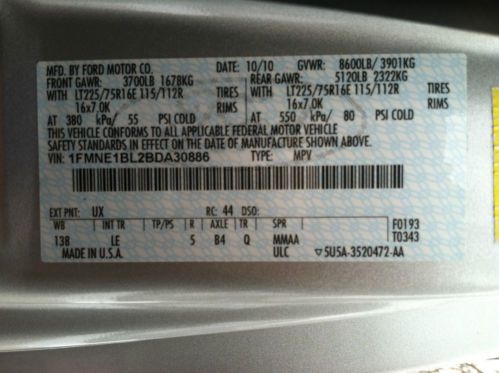 MFD. BY FORD MOTOR CO. DATE: 10/10 GVWR: 8600LB/ 3901KG
FRONT GAWR: 3700LB 1678KG REAR GAWR: 5120LB 2322KG
WITH LT225/75R16E 115/112R TIRES WITH LT225/75R16E 115/112R TIRES
16x7.0K RIMS 16x7.0K RIMS
AT 380 kPa/ 55 PSI COLD AT 550 kPa/ 80 PSI COLD
THIS VEHICLE CONFORMS TO ALL APPLICABLE FEDERAL MOTOR VEHICLE
SAFETY STANDARDS IN EFFECT ON THE DATE OF MANUFACTURE SHOWN ABOVE.
1FMNE1BL2BDA30886 TYPE: MPV
EXT PNT: UX RC: 44 DSO:
WB INT TR TP/PS R AXLE TR SPR F0193
138 LE 5 B4 Q MMAA T0343
MADE IN U.S.A. ULC 5U5A-3520472-AA